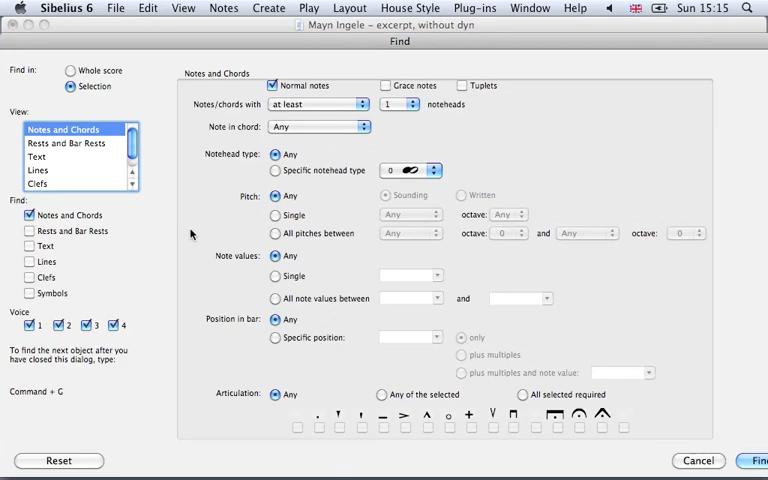 Sibelius 6 File Edit View Notes Create Play Layout House Style Plug-ins Window Help Sun 15:15
Mayn Ingele – excerpt, without dyn
Find
Find in: Whole score
Selection
View:
Notes and Chords
Rests and Bar Rests
Text
Lines
Clefs
Find:
Notes and Chords
Rests and Bar Rests
Text
Lines
Clefs
Symbols
Voice
1 2 3 4
To find the next object after you
have closed this dialog, type:
Command + G
Notes and Chords
Normal notes Grace notes Tuplets
Notes/chords with at least 1 noteheads
Note in chord: Any
Notehead type: Any
Specific notehead type 0
Pitch: Any Sounding Written
Single Any octave: Any
All pitches between Any octave: 0 and Any octave: 0
Note values: Any
Single
All note values between and
Position in bar: Any
Specific position: only
plus multiples
plus multiples and note value:
Articulation: Any Any of the selected All selected required
Reset Cancel Find